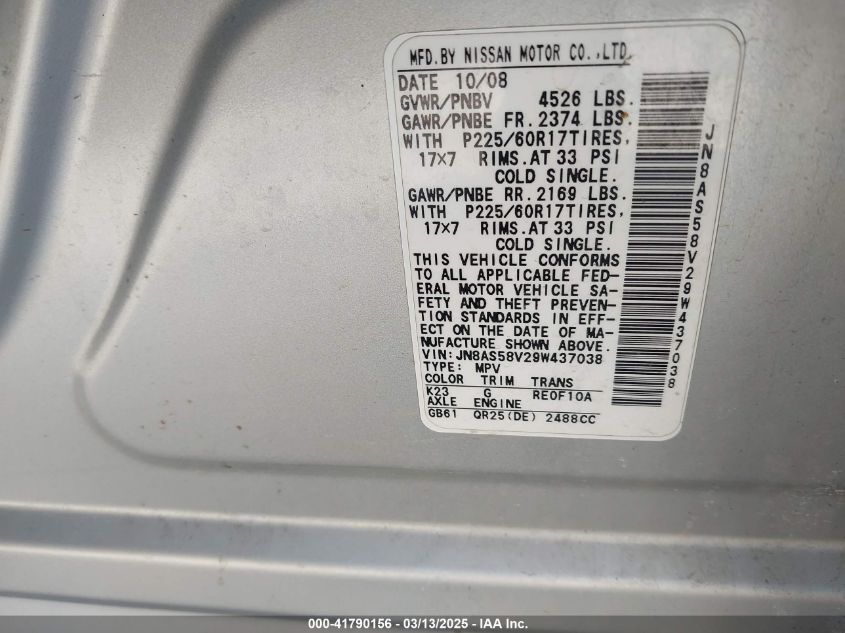 MFD.BY NISSAN MOTOR CO.,LTD.
DATE 10/08
GVWR/PNBV 4526 LBS.
GAWR/PNBE FR. 2374 LBS.
WITH P225/60R17TIRES,
17×7 RIMS.AT 33 PSI
COLD SINGLE.
GAWR/PNBE RR. 2169 LBS.
WITH P225/60R17TIRES,
17×7 RIMS.AT 33 PSI
COLD SINGLE.
THIS VEHICLE CONFORMS
TO ALL APPLICABLE FED-
ERAL MOTOR VEHICLE SA-
FETY AND THEFT PREVEN-
TION STANDARDS IN EFF-
ECT ON THE DATE OF MA-
NUFACTURE SHOWN ABOVE.
VIN:JN8AS58V29W437038
TYPE: MPV
COLOR TRIM TRANS
K23 G RE0F10A
AXLE ENGINE
GB61 QR25(DE) 2488CC
JN8AS58V29W437038
000-41790156 - 03/13/2025 - IAA Inc.